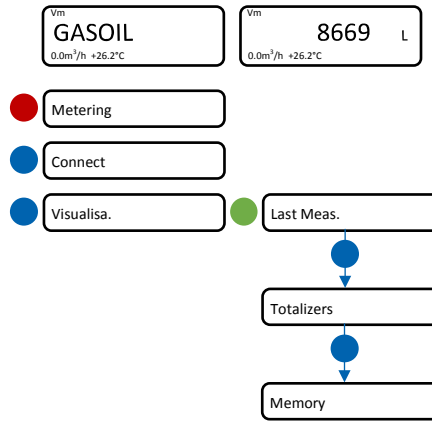 Vm
GASOIL
0.0m³/h +26.2°C
Vm
8669 L
0.0m³/h +26.2°C
Metering
Connect
Visualisa.
Last Meas.
Totalizers
Memory